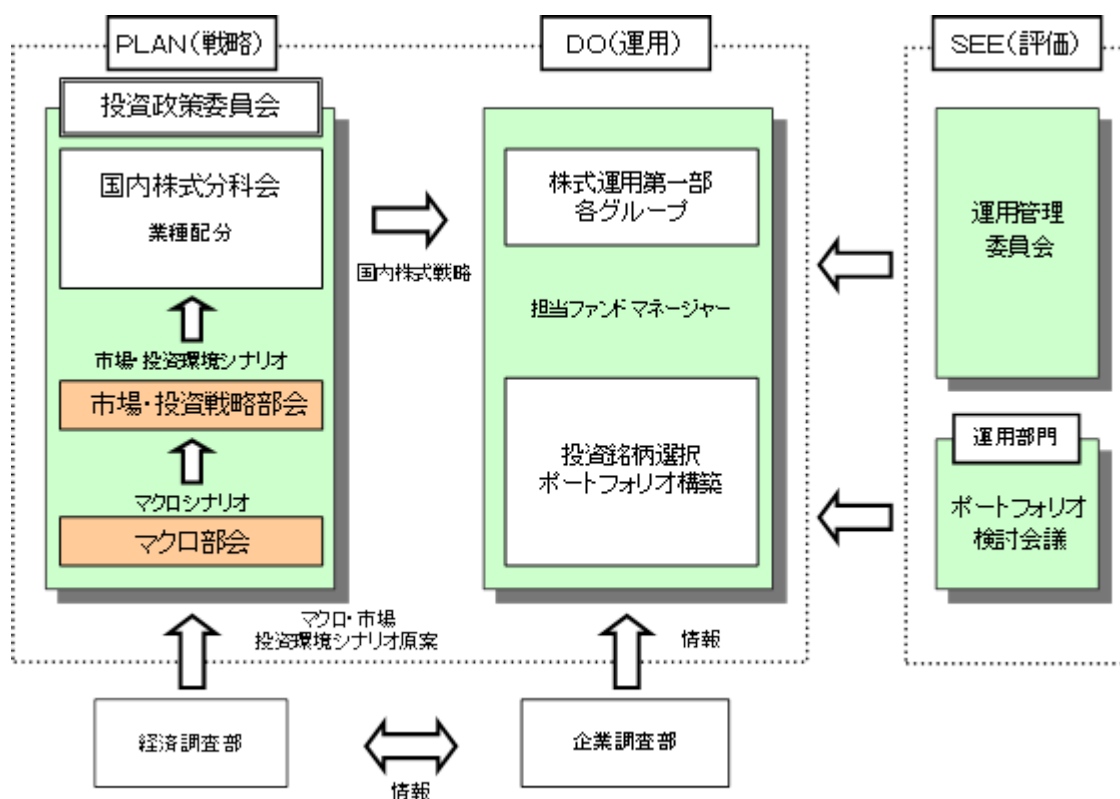 PLAN(戦略)
DO(運用)
SEE(評価)
投資政策委員会
国内株式分科会
業種配分
市場・投資環境シナリオ
市場・投資戦略部会
マクロシナリオ
マクロ部会
国内株式戦略
株式運用第一部
各グループ
担当ファンドマネージャー
投資銘柄選択
ポートフォリオ構築
運用管理
委員会
運用部門
ポートフォリオ
検討会議
マクロ・市場
投資環境シナリオ原案
情報
経済調査部
情報
企業調査部